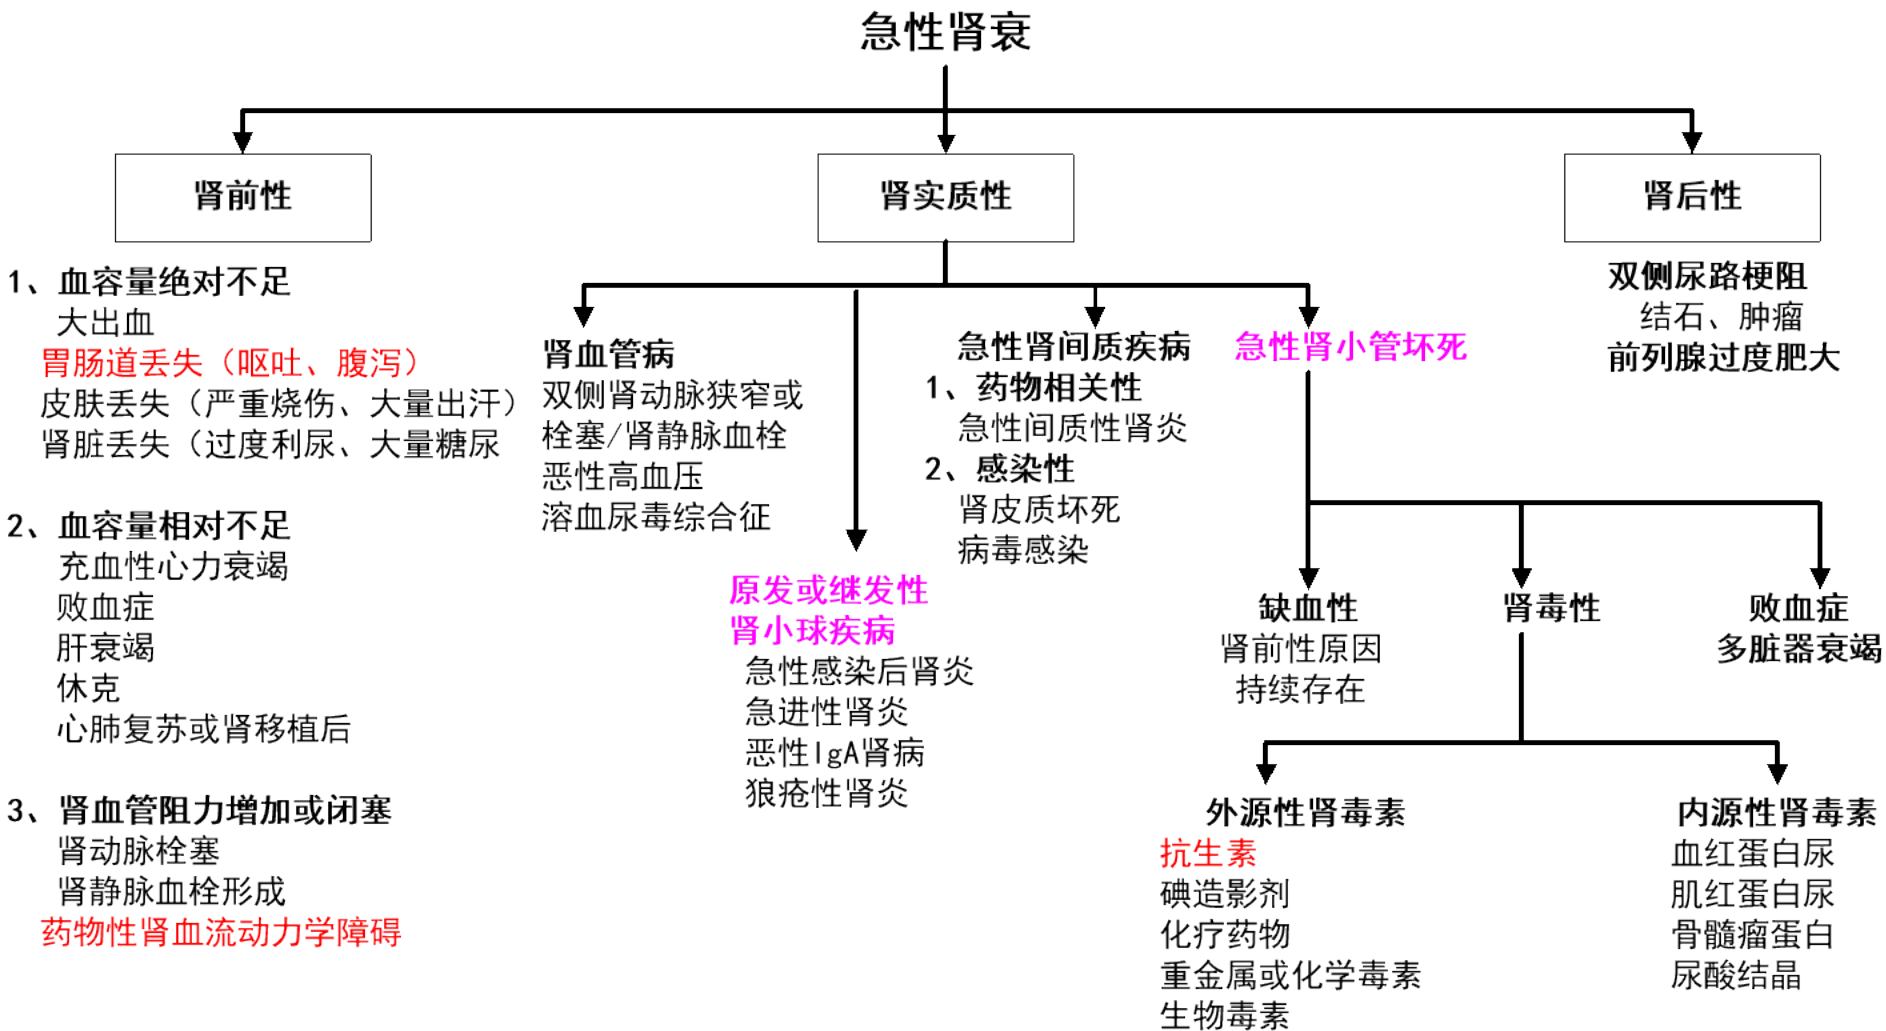 急性肾衰
肾前性
1、血容量绝对不足
大出血
胃肠道丢失（呕吐、腹泻）
皮肤丢失（严重烧伤、大量出汗）
肾脏丢失（过度利尿、大量糖尿
2、血容量相对不足
充血性心力衰竭
败血症
肝衰竭
休克
心肺复苏或肾移植后
3、肾血管阻力增加或闭塞
肾动脉栓塞
肾静脉血栓形成
药物性肾血流动力学障碍
肾实质性
肾血管病
双侧肾动脉狭窄或
栓塞/肾静脉血栓
恶性高血压
溶血尿毒综合征
原发或继发性
肾小球疾病
急性感染后肾炎
急进性肾炎
恶性IgA肾病
狼疮性肾炎
急性肾间质疾病
1、药物相关性
急性间质性肾炎
2、感染性
肾皮质坏死
病毒感染
急性肾小管坏死
缺血性
肾前性原因
持续存在
肾毒性
外源性肾毒素
抗生素
碘造影剂
化疗药物
重金属或化学毒素
生物毒素
内源性肾毒素
血红蛋白尿
肌红蛋白尿
骨髓瘤蛋白
尿酸结晶
败血症
多脏器衰竭
肾后性
双侧尿路梗阻
结石、肿瘤
前列腺过度肥大